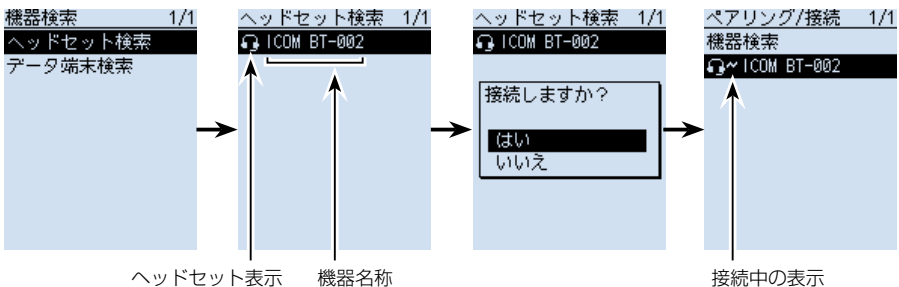 機器検索 1/1
ヘッドセット検索
データ端末検索
ヘッドセット検索 1/1
ICOM BT-002
ヘッドセット検索 1/1
ICOM BT-002
接続しますか?
はい
いいえ
ペアリング/接続 1/1
機器検索
ICOM BT-002
ヘッドセット表示 機器名称 接続中の表示